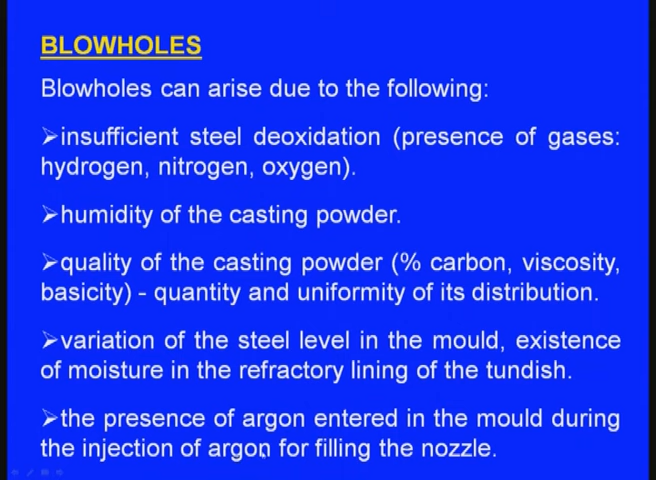 BLOWHOLES
Blowholes can arise due to the following:
➢insufficient steel deoxidation (presence of gases:
hydrogen, nitrogen, oxygen).
➢humidity of the casting powder.
➢quality of the casting powder (% carbon, viscosity,
basicity) - quantity and uniformity of its distribution.
➢variation of the steel level in the mould, existence
of moisture in the refractory lining of the tundish.
➢the presence of argon entered in the mould during
the injection of argon for filling the nozzle.